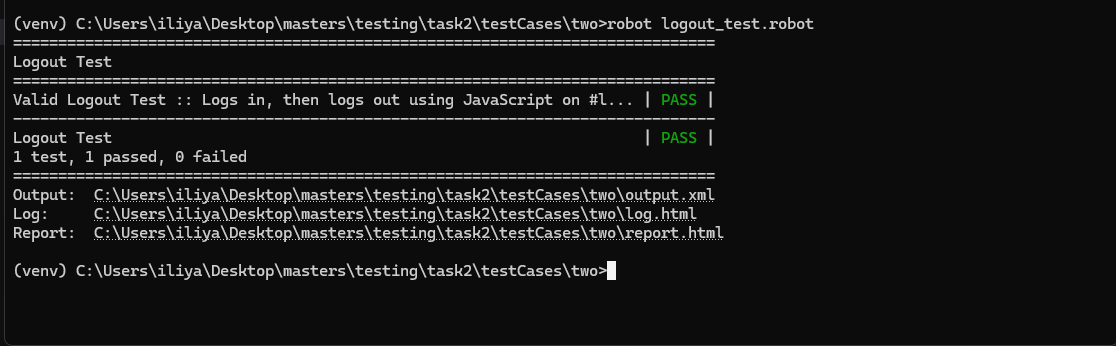 (venv) C:\Users\iliya\Desktop\masters\testing\task2\testCases\two>robot logout_test.robot
==============================================================================
Logout Test
==============================================================================
Valid Logout Test :: Logs in, then logs out using JavaScript on #l... | PASS |
------------------------------------------------------------------------------
Logout Test                                                           | PASS |
1 test, 1 passed, 0 failed
==============================================================================
Output:  C:\Users\iliya\Desktop\masters\testing\task2\testCases\two\output.xml
Log:     C:\Users\iliya\Desktop\masters\testing\task2\testCases\two\log.html
Report:  C:\Users\iliya\Desktop\masters\testing\task2\testCases\two\report.html
(venv) C:\Users\iliya\Desktop\masters\testing\task2\testCases\two>